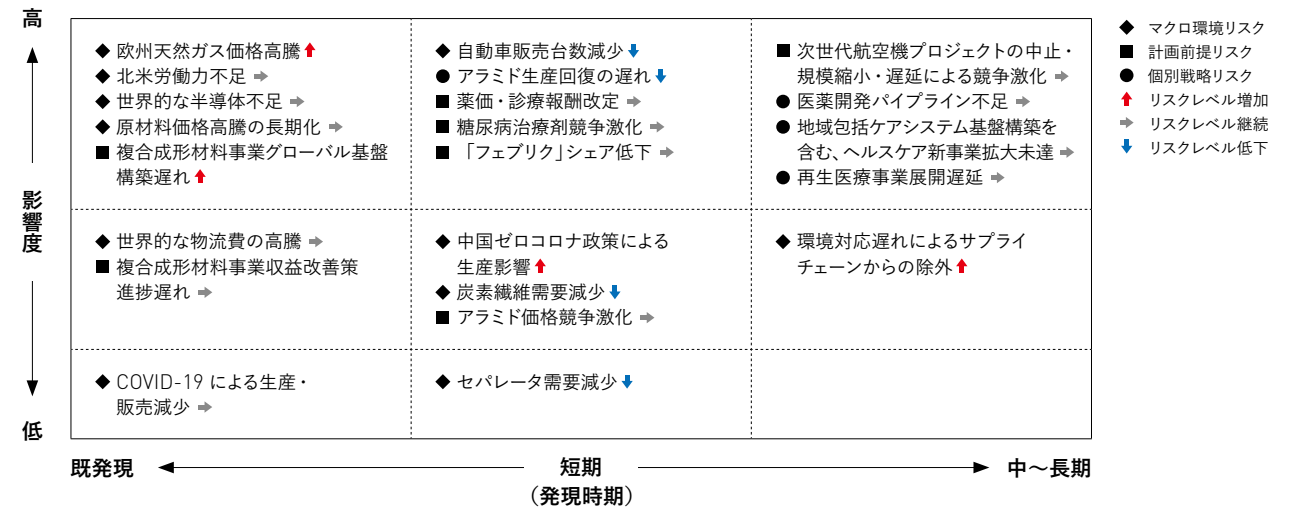 高
影響度
低
◆ 欧州天然ガス価格高騰 ⬆
◆ 北米労働力不足 ➡
◆ 世界的な半導体不足 ➡
◆ 原材料価格高騰の長期化 ➡
■ 複合成形材料事業グローバル基盤
構築遅れ ⬆
◆ 自動車販売台数減少 ⬇
● アラミド生産回復の遅れ ⬇
■ 薬価・診療報酬改定 ➡
■ 糖尿病治療剤競争激化 ➡
■ 「フェブリク」シェア低下 ➡
■ 次世代航空機プロジェクトの中止・
規模縮小・遅延による競争激化 ➡
● 医薬開発パイプライン不足 ➡
● 地域包括ケアシステム基盤構築を
含む、ヘルスケア新事業拡大未達 ➡
● 再生医療事業展開遅延 ➡
◆ 世界的な物流費の高騰 ➡
■ 複合成形材料事業収益改善策
進捗遅れ ➡
◆ 中国ゼロコロナ政策による
生産影響 ⬆
◆ 炭素繊維需要減少 ⬇
■ アラミド価格競争激化 ➡
◆ 環境対応遅れによるサプライ
チェーンからの除外 ⬆
◆ COVID-19 による生産・
販売減少 ➡
◆ セパレータ需要減少 ⬇
既発現
短期
(発現時期)
中〜長期
◆ マクロ環境リスク
■ 計画前提リスク
● 個別戦略リスク
⬆ リスクレベル増加
➡ リスクレベル継続
⬇ リスクレベル低下